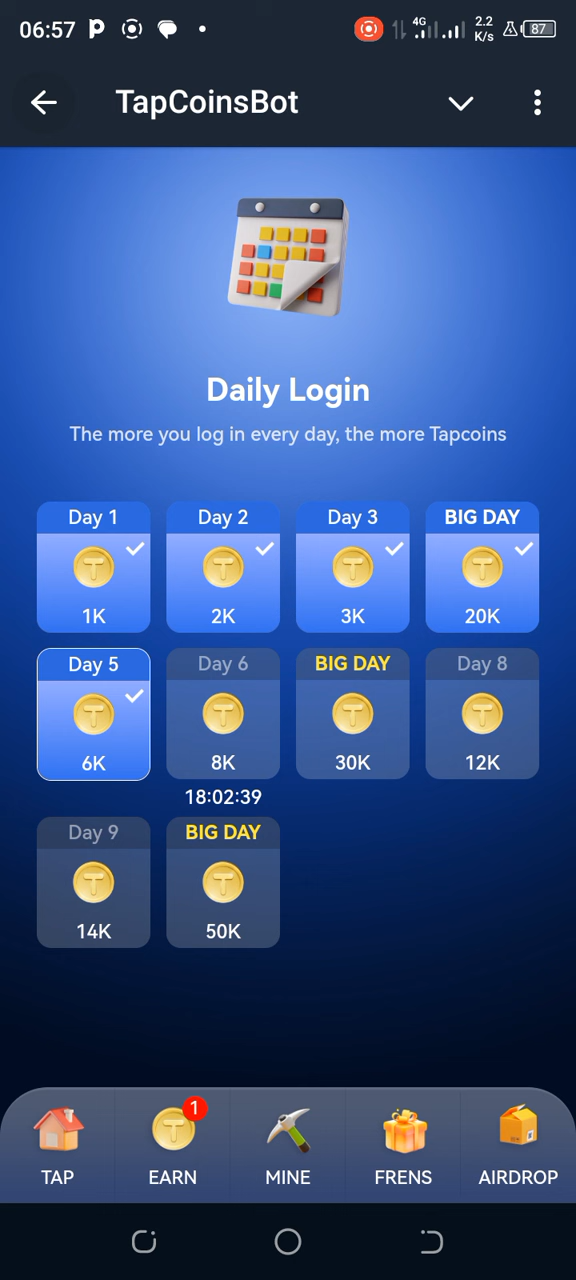 06:57
4G
2.2
K/s
87
TapCoinsBot
Daily Login
The more you log in every day, the more Tapcoins
Day 1
Day 2
Day 3
BIG DAY
1K
2K
3K
20K
Day 5
Day 6
BIG DAY
Day 8
6K
8K
30K
12K
18:02:39
Day 9
BIG DAY
14K
50K
1
TAP
EARN
MINE
FRENS
AIRDROP